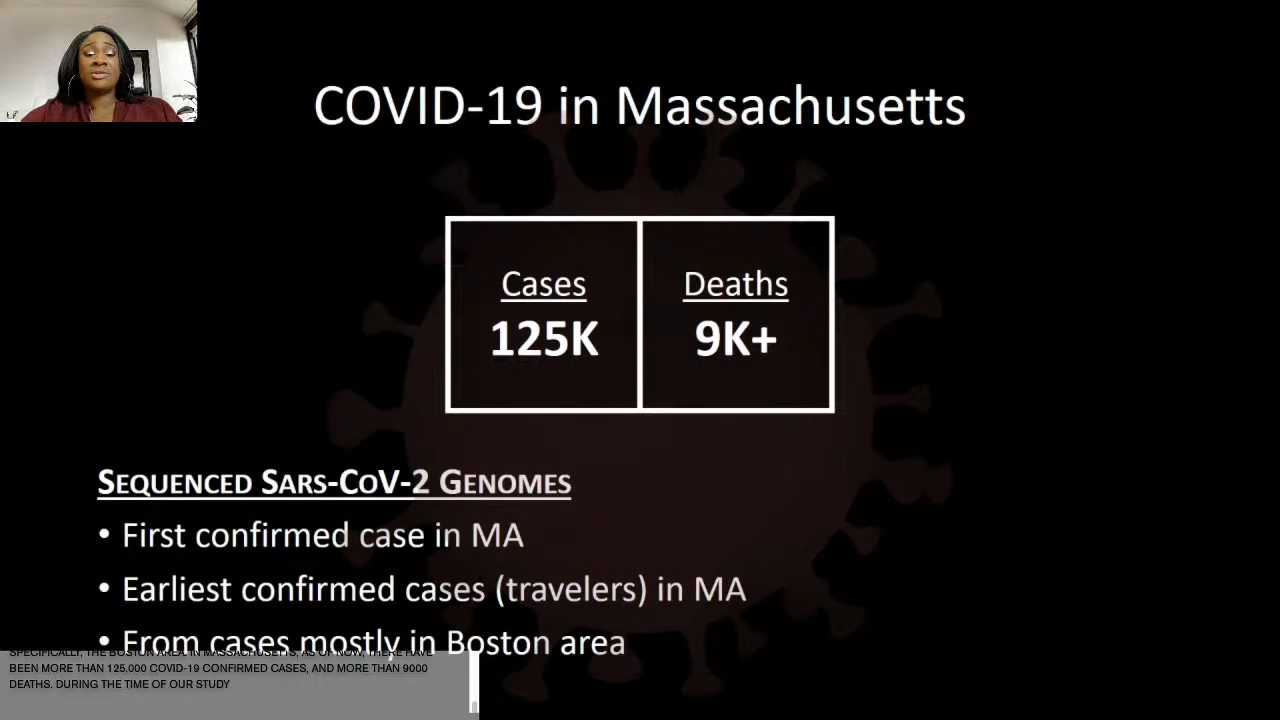 COVID-19 in Massachusetts
Cases
125K
Deaths
9K+
SEQUENCED SARS-COV-2 GENOMES
• First confirmed case in MA
• Earliest confirmed cases (travelers) in MA
• From cases mostly in Boston area
SPECIFICALLY, THE BOSTON AREA. IN MASSACHUSETTS, AS OF NOW, THERE HAVE
BEEN MORE THAN 125,000 COVID-19 CONFIRMED CASES, AND MORE THAN 9000
DEATHS. DURING THE TIME OF OUR STUDY